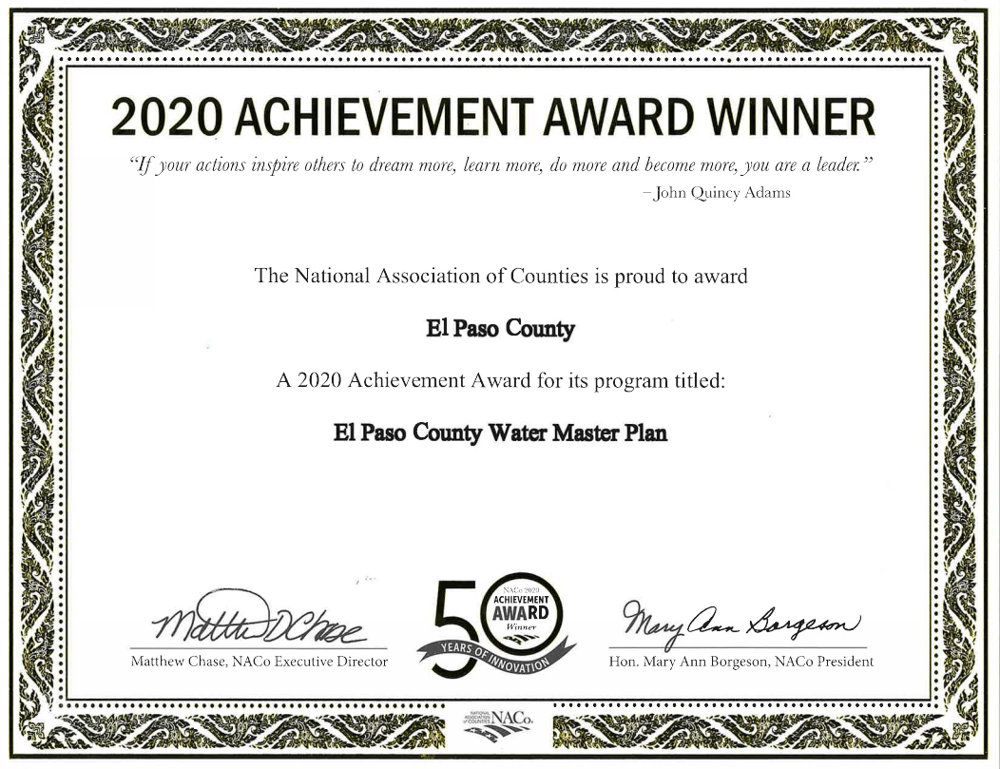 2020 ACHIEVEMENT AWARD WINNER
“If your actions inspire others to dream more, learn more, do more and become more, you are a leader.”
– John Quincy Adams
The National Association of Counties is proud to award
El Paso County
A 2020 Achievement Award for its program titled:
El Paso County Water Master Plan
Matthew D Chase
50
NACo 2020
ACHIEVEMENT
AWARD
Winner
YEARS OF INNOVATION
Mary Ann Borgeson
Matthew Chase, NACo Executive Director
Hon. Mary Ann Borgeson, NACo President
NATIONAL
ASSOCIATION
of COUNTIES
NACo.